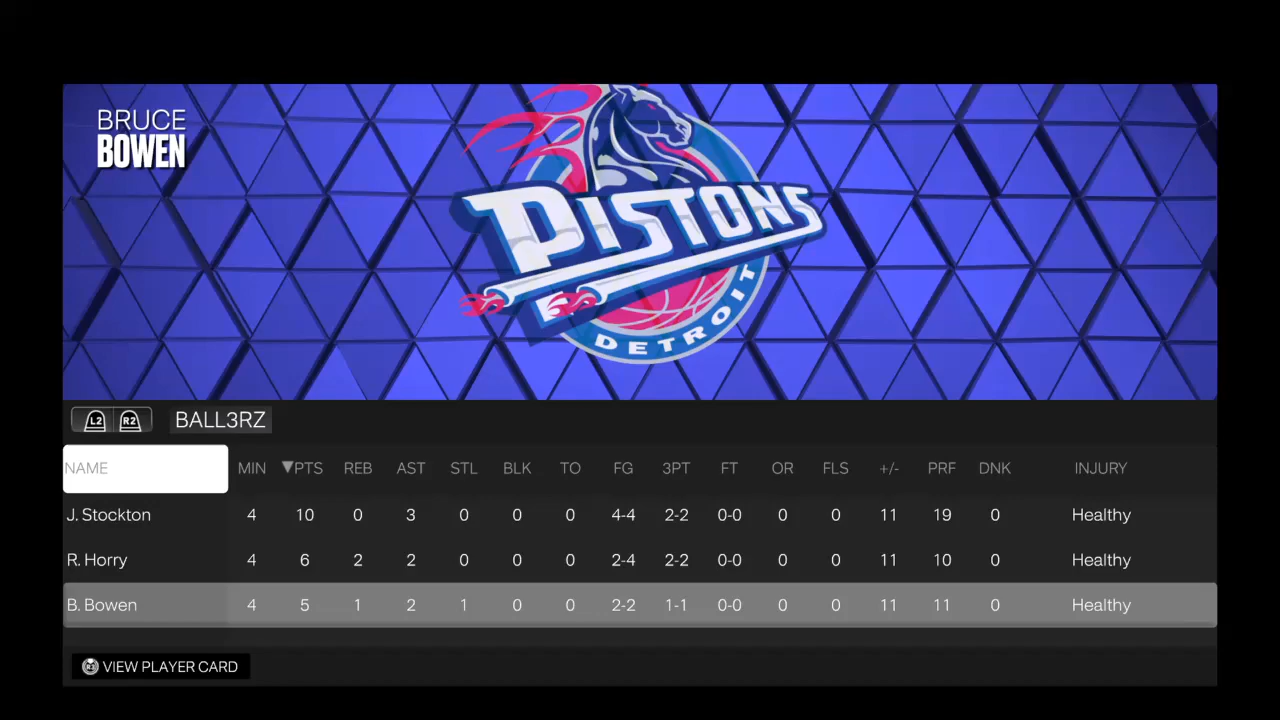 BRUCE
BOWEN
PISTONS
DETROIT
L2 R2 BALL3RZ
NAME MIN ▼PTS REB AST STL BLK TO FG 3PT FT OR FLS +/- PRF DNK INJURY
J. Stockton 4 10 0 3 0 0 0 4-4 2-2 0-0 0 0 11 19 0 Healthy
R. Horry 4 6 2 2 0 0 0 2-4 2-2 0-0 0 0 11 10 0 Healthy
B. Bowen 4 5 1 2 1 0 0 2-2 1-1 0-0 0 0 11 11 0 Healthy
R3 VIEW PLAYER CARD